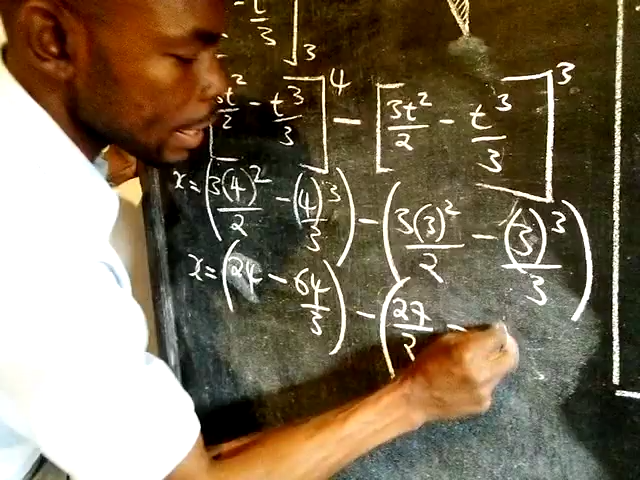 t/3 ]3
3t²/2 - t³/3 ]⁴ - [ 3t²/2 - t³/3 ]³
x = (3(4)²/2 - (4)³/3) - (3(3)²/2 - (3)³/3)
x = (24 - 64/3) - (27/2 -